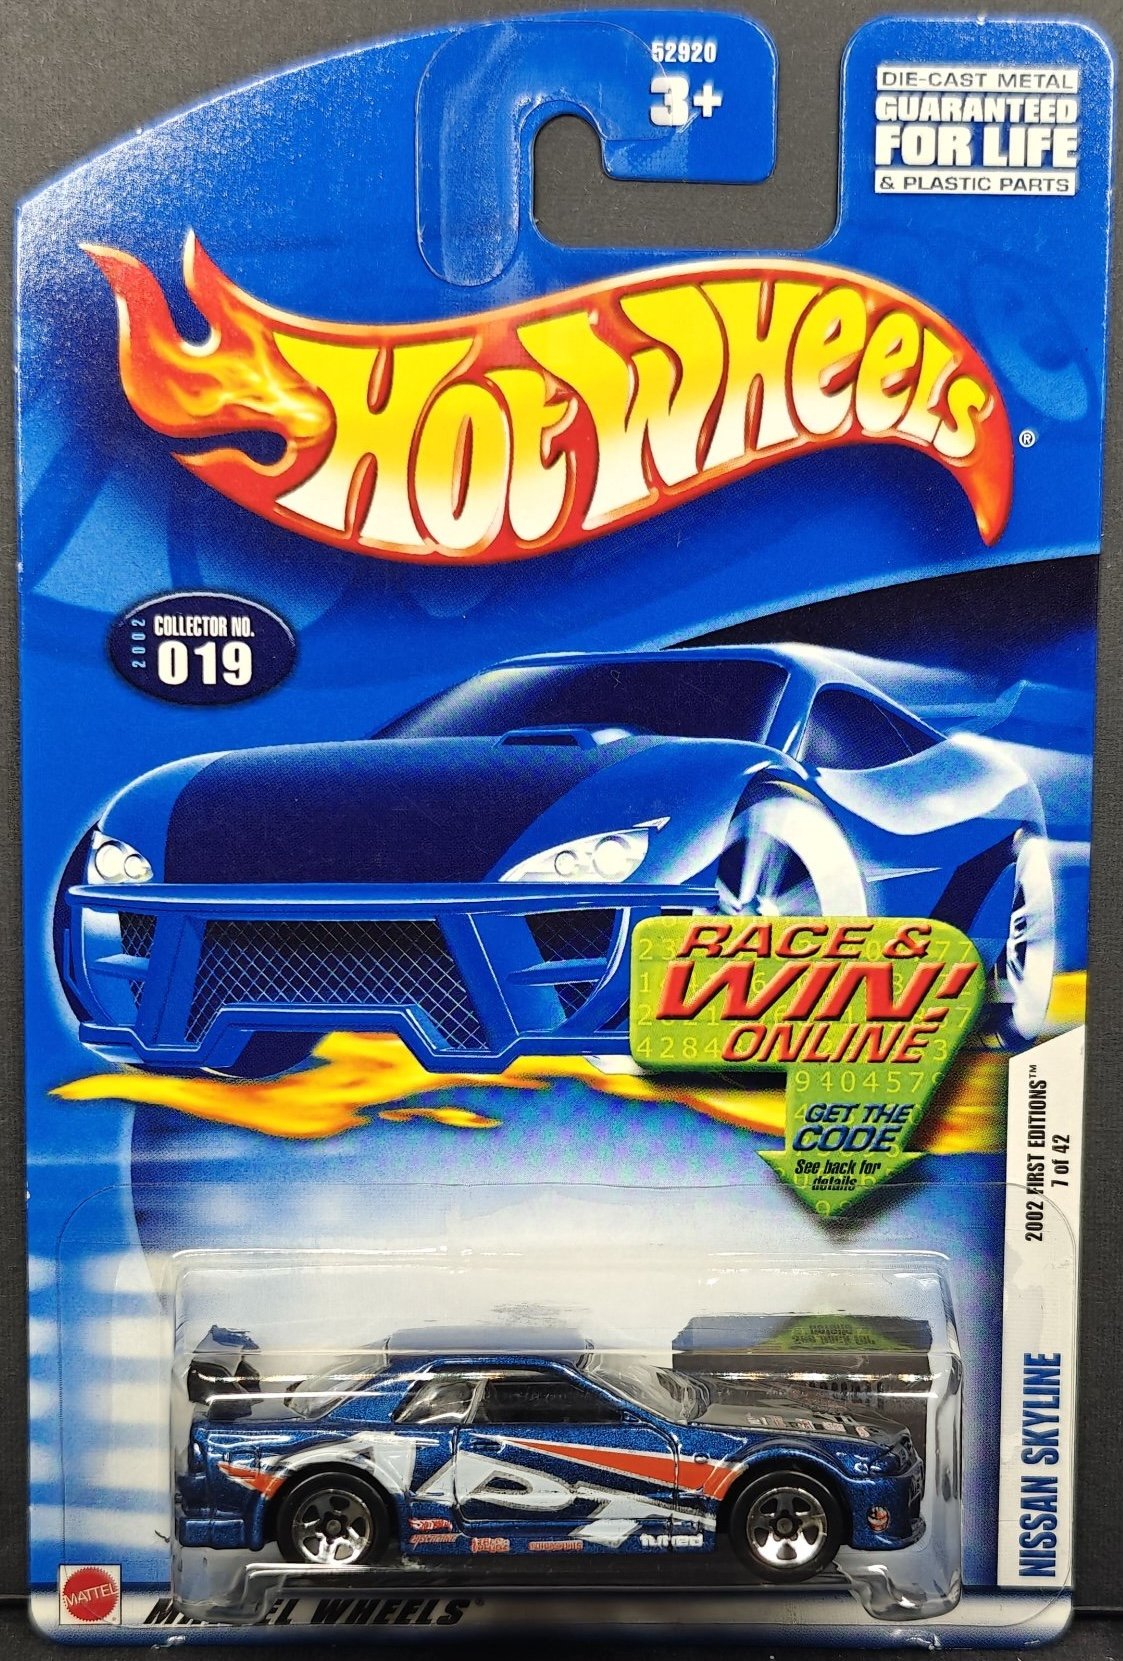 52920
3+
DIE-CAST METAL
GUARANTEED
FOR LIFE
& PLASTIC PARTS
HOT WHEELS
®
2002
COLLECTOR NO.
019
RACE &
WIN!
ONLINE
GET THE
CODE
See back for
details
2002 FIRST EDITIONS™
7 of 42
NISSAN SKYLINE
tuned
MATTEL
WHEELS